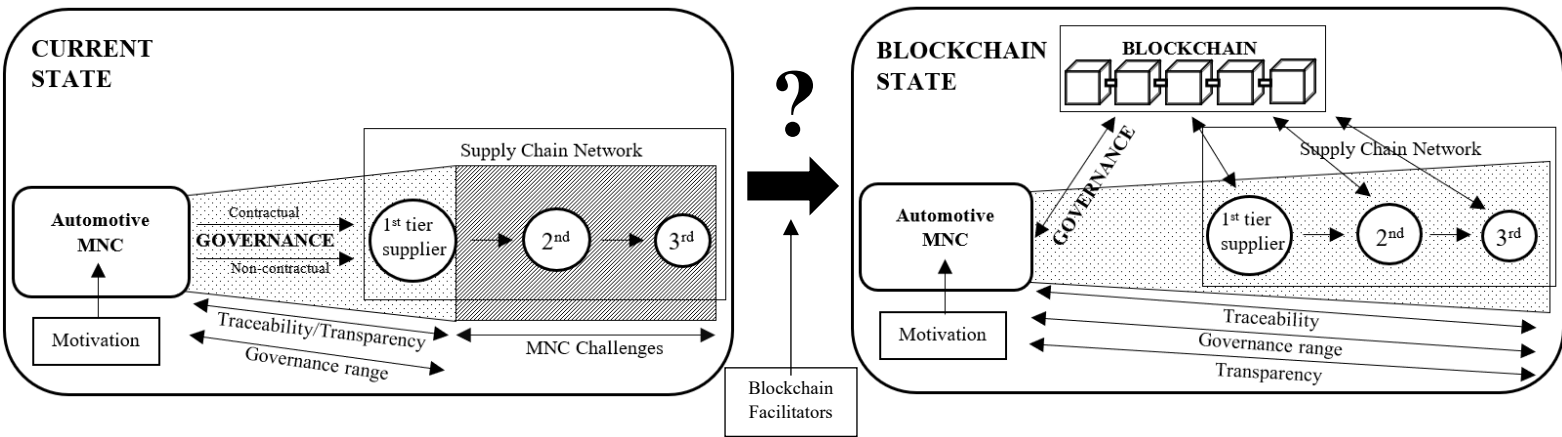 CURRENT
STATE
Supply Chain Network
Automotive
MNC
Contractual
GOVERNANCE
Non-contractual
1st tier
supplier
2nd
3rd
Motivation
Traceability/Transparency
Governance range
MNC Challenges
?
Blockchain
Facilitators
BLOCKCHAIN
STATE
BLOCKCHAIN
GOVERNANCE
Supply Chain Network
Automotive
MNC
1st tier
supplier
2nd
3rd
Motivation
Traceability
Governance range
Transparency